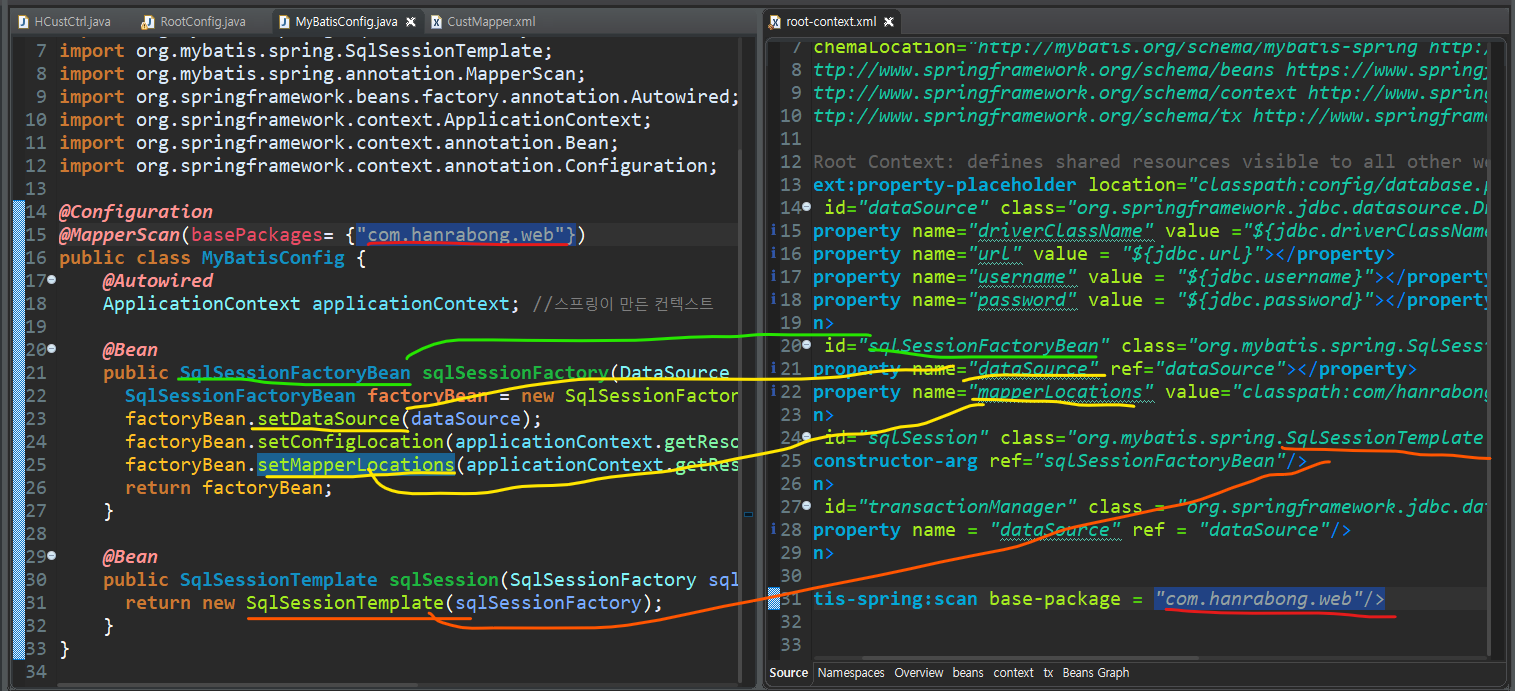 HCustCtrl.java
RootConfig.java
MyBatisConfig.java
CustMapper.xml
7 import org.mybatis.spring.SqlSessionTemplate;
8 import org.mybatis.spring.annotation.MapperScan;
9 import org.springframework.beans.factory.annotation.Autowired;
10 import org.springframework.context.ApplicationContext;
11 import org.springframework.context.annotation.Bean;
12 import org.springframework.context.annotation.Configuration;
13
14 @Configuration
15 @MapperScan(basePackages= {"com.hanrabong.web"})
16 public class MyBatisConfig {
17 @Autowired
18 ApplicationContext applicationContext; //스프링이 만든 컨텍스트
19
20 @Bean
21 public SqlSessionFactoryBean sqlSessionFactory(DataSource
22 SqlSessionFactoryBean factoryBean = new SqlSessionFactor
23 factoryBean.setDataSource(dataSource);
24 factoryBean.setConfigLocation(applicationContext.getReso
25 factoryBean.setMapperLocations(applicationContext.getRes
26 return factoryBean;
27 }
28
29 @Bean
30 public SqlSessionTemplate sqlSession(SqlSessionFactory sql
31 return new SqlSessionTemplate(sqlSessionFactory);
32 }
33 }
34
root-context.xml
7 chemaLocation="http://mybatis.org/schema/mybatis-spring http:/
8 ttp://www.springframework.org/schema/beans https://www.spring
9 ttp://www.springframework.org/schema/context http://www.spring
10 ttp://www.springframework.org/schema/tx http://www.springframe
11
12 Root Context: defines shared resources visible to all other we
13 ext:property-placeholder location="classpath:config/database.p
14 id="dataSource" class="org.springframework.jdbc.datasource.Dr
15 property name="driverClassName" value ="${jdbc.driverClassName
16 property name="url" value = "${jdbc.url}"></property>
17 property name="username" value = "${jdbc.username}"></property
18 property name="password" value = "${jdbc.password}"></property
19 n>
20 id="sqlSessionFactoryBean" class="org.mybatis.spring.SqlSessi
21 property name="dataSource" ref="dataSource"></property>
22 property name="mapperLocations" value="classpath:com/hanrabong
23 n>
24 id="sqlSession" class="org.mybatis.spring.SqlSessionTemplate
25 constructor-arg ref="sqlSessionFactoryBean"/>
26 n>
27 id="transactionManager" class = "org.springframework.jdbc.dat
28 property name = "dataSource" ref = "dataSource"/>
29 n>
30
31 tis-spring:scan base-package = "com.hanrabong.web"/>
32
33
Source Namespaces Overview beans context tx Beans Graph